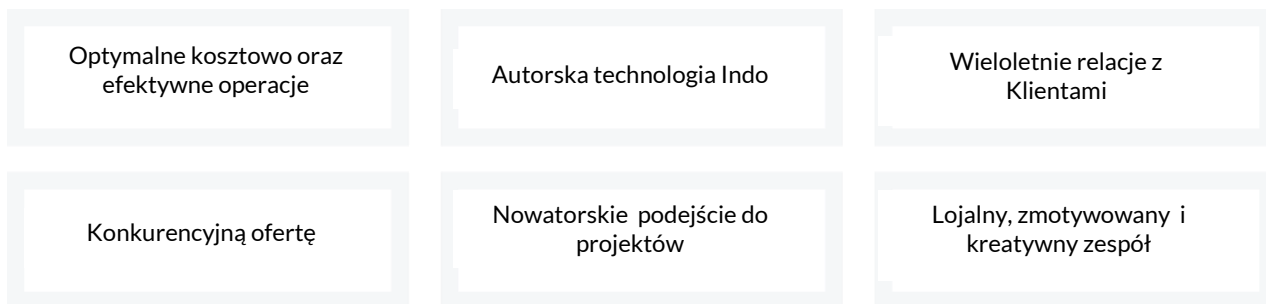 Optymalne kosztowo oraz
efektywne operacje
Autorska technologia Indo
Wieloletnie relacje z
Klientami
Konkurencyjną ofertę
Nowatorskie  podejście do
projektów
Lojalny, zmotywowany  i
kreatywny zespół